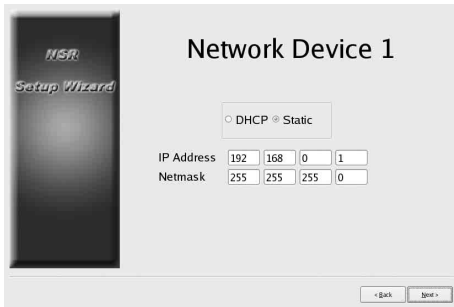 NSR
Setup Wizard
Network Device 1
DHCP Static
IP Address 192 168 0 1
Netmask 255 255 255 0
< Back Next >